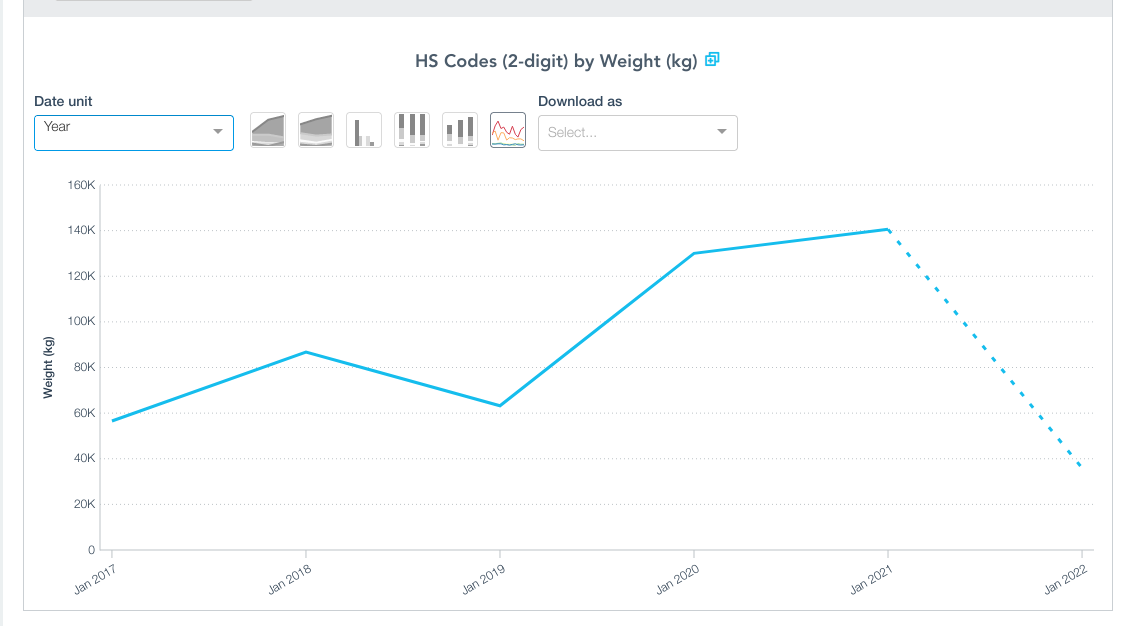 HS Codes (2-digit) by Weight (kg)
Date unit
Download as
Year
Select...
160K
140K
120K
100K
80K
60K
40K
20K
0
Weight (kg)
Jan 2017
Jan 2018
Jan 2019
Jan 2020
Jan 2021
Jan 2022